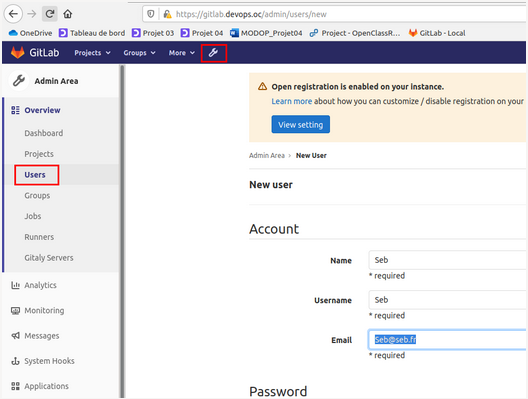 https://gitlab.devops.oc/admin/users/new
OneDrive Tableau de bord Projet 03 Projet 04 MODOP_Projet04 Project - OpenClassR... GitLab - Local
GitLab Projects Groups More
Admin Area
Overview
Dashboard
Projects
Users
Groups
Jobs
Runners
Gitaly Servers
Analytics
Monitoring
Messages
System Hooks
Applications
Open registration is enabled on your instance.
Learn more about how you can customize / disable registration on your
View setting
Admin Area › New User
New user
Account
Name Seb
* required
Username Seb
* required
Email Seb@seb.fr
* required
Password